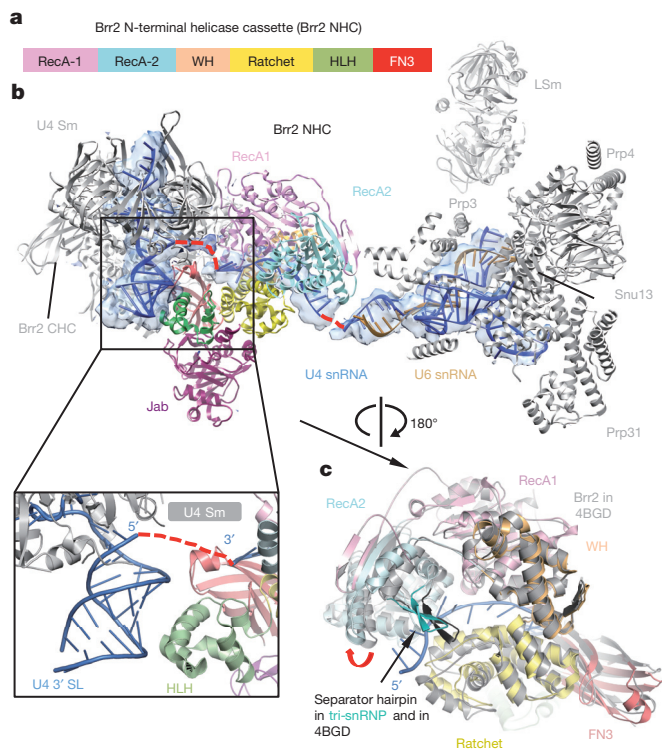 a
Brr2 N-terminal helicase cassette (Brr2 NHC)
RecA-1 RecA-2 WH Ratchet HLH FN3
b
LSm
U4 Sm
Brr2 NHC
Prp4
RecA1
RecA2
Prp3
Snu13
Brr2 CHC
U4 snRNA
U6 snRNA
Jab
Prp31
180°
c
RecA1
RecA2
Brr2 in
4BGD
WH
U4 Sm
5′
3′
U4 3′ SL
HLH
5′
Separator hairpin
in tri-snRNP and in
4BGD
Ratchet
FN3